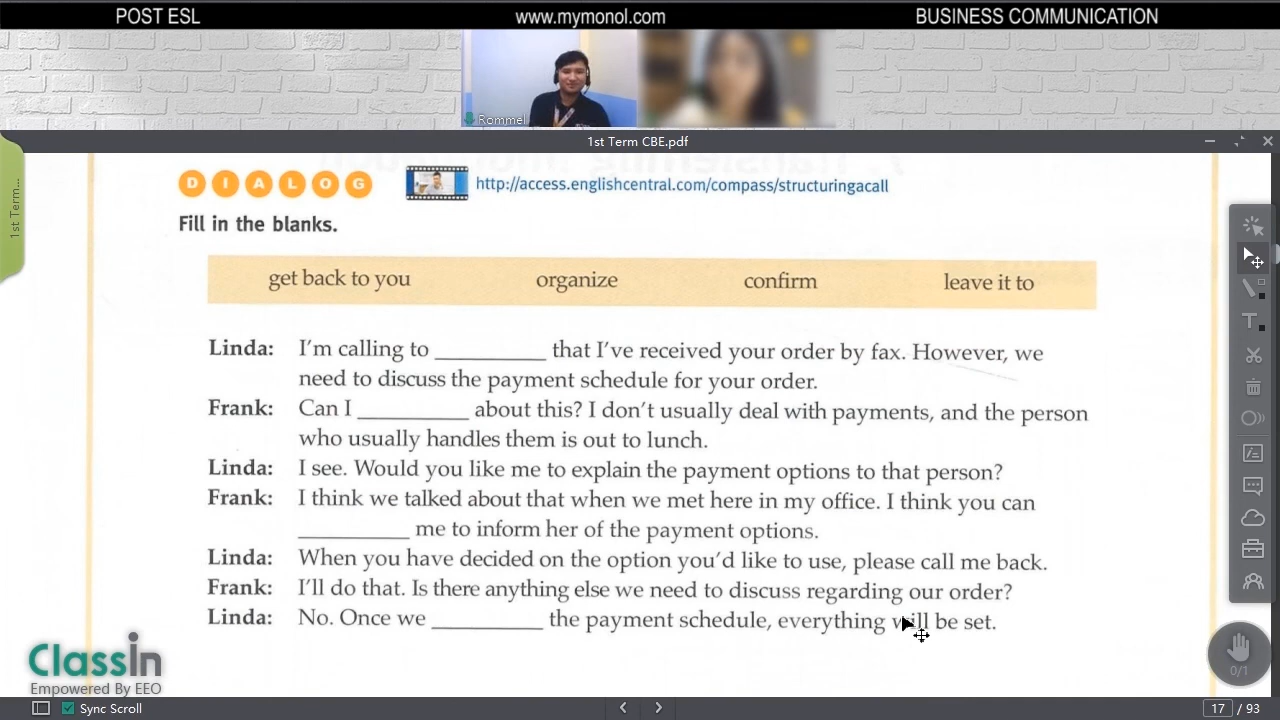 POST ESL
www.mymonol.com
BUSINESS COMMUNICATION
Rommel
1st Term CBE.pdf
1st Term...
D I A L O G
http://access.englishcentral.com/compass/structuringacall
Fill in the blanks.
get back to you organize confirm leave it to
Linda: I'm calling to __________ that I've received your order by fax. However, we
need to discuss the payment schedule for your order.
Frank: Can I __________ about this? I don't usually deal with payments, and the person
who usually handles them is out to lunch.
Linda: I see. Would you like me to explain the payment options to that person?
Frank: I think we talked about that when we met here in my office. I think you can
__________ me to inform her of the payment options.
Linda: When you have decided on the option you'd like to use, please call me back.
Frank: I'll do that. Is there anything else we need to discuss regarding our order?
Linda: No. Once we __________ the payment schedule, everything will be set.
ClassIn
Empowered By EEO
0/1
Sync Scroll
17 / 93